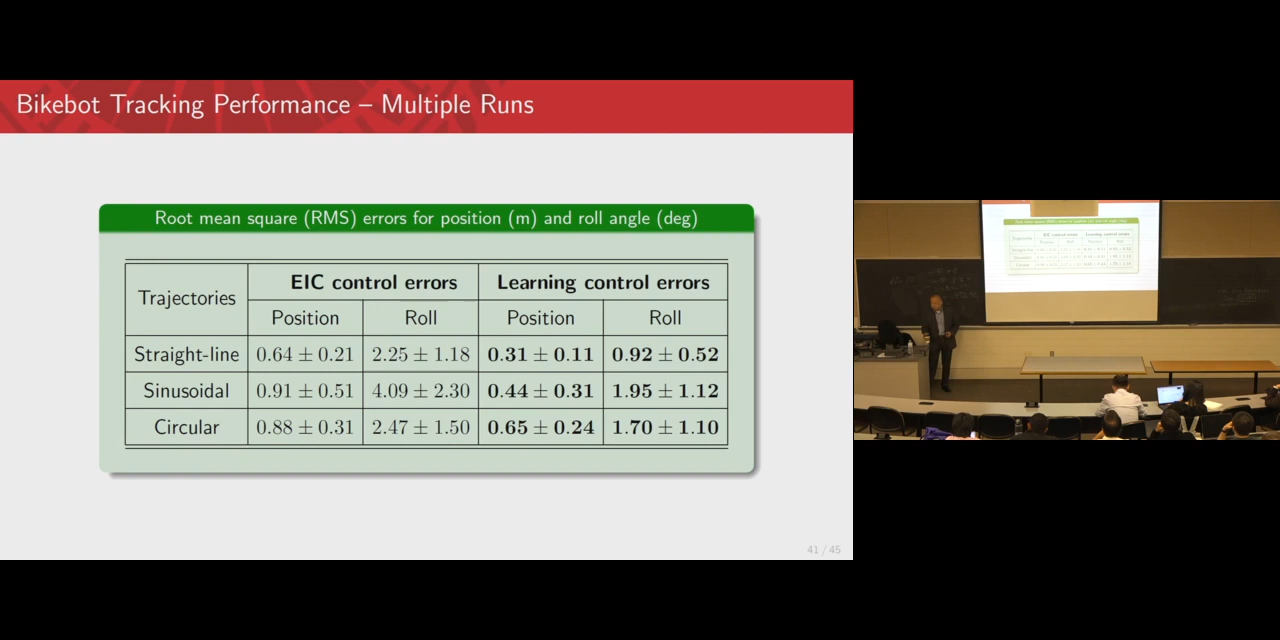 Bikebot Tracking Performance – Multiple Runs
Root mean square (RMS) errors for position (m) and roll angle (deg)
Trajectories EIC control errors Learning control errors
Position Roll Position Roll
Straight-line 0.64 ± 0.21 2.25 ± 1.18 0.31 ± 0.11 0.92 ± 0.52
Sinusoidal 0.91 ± 0.51 4.09 ± 2.30 0.44 ± 0.31 1.95 ± 1.12
Circular 0.88 ± 0.31 2.47 ± 1.50 0.65 ± 0.24 1.70 ± 1.10
41 / 45